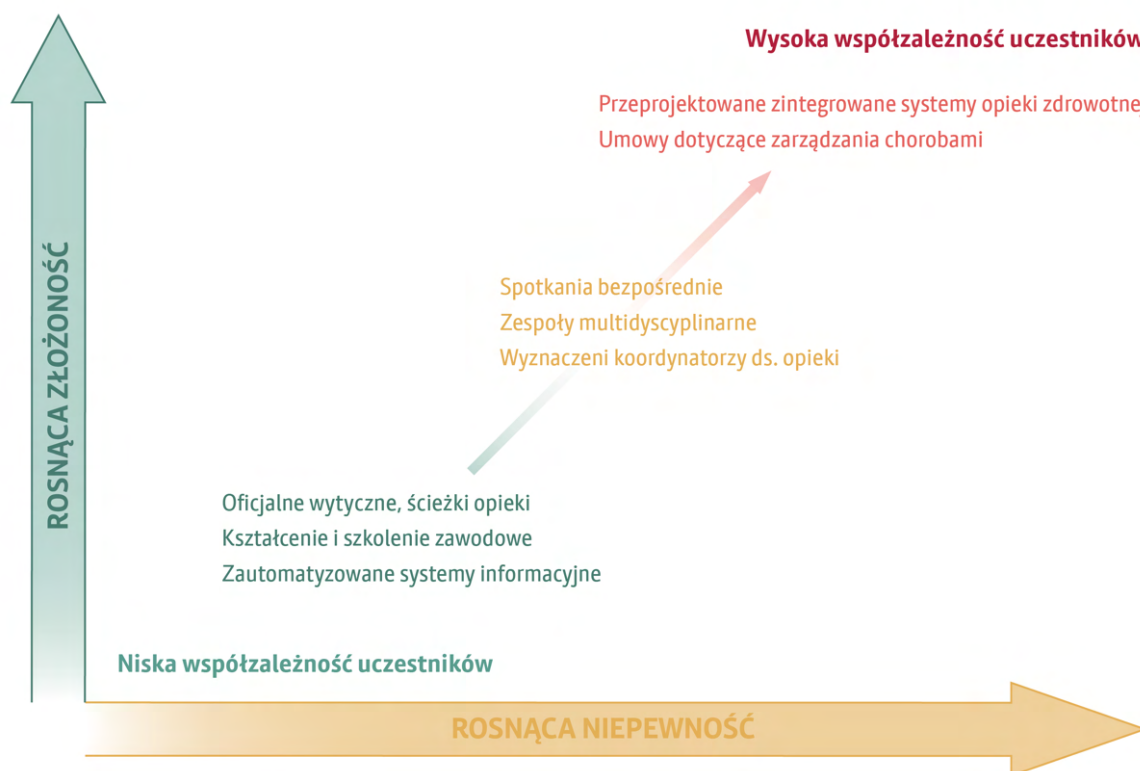 Wysoka współzależność uczestników
Przeprojektowane zintegrowane systemy opieki zdrowotnej
Umowy dotyczące zarządzania chorobami
Spotkania bezpośrednie
Zespoły multidyscyplinarne
Wyznaczeni koordynatorzy ds. opieki
ROSNĄCA ZŁOŻONOŚĆ
Oficjalne wytyczne, ścieżki opieki
Kształcenie i szkolenie zawodowe
Zautomatyzowane systemy informacyjne
Niska współzależność uczestników
ROSNĄCA NIEPEWNOŚĆ